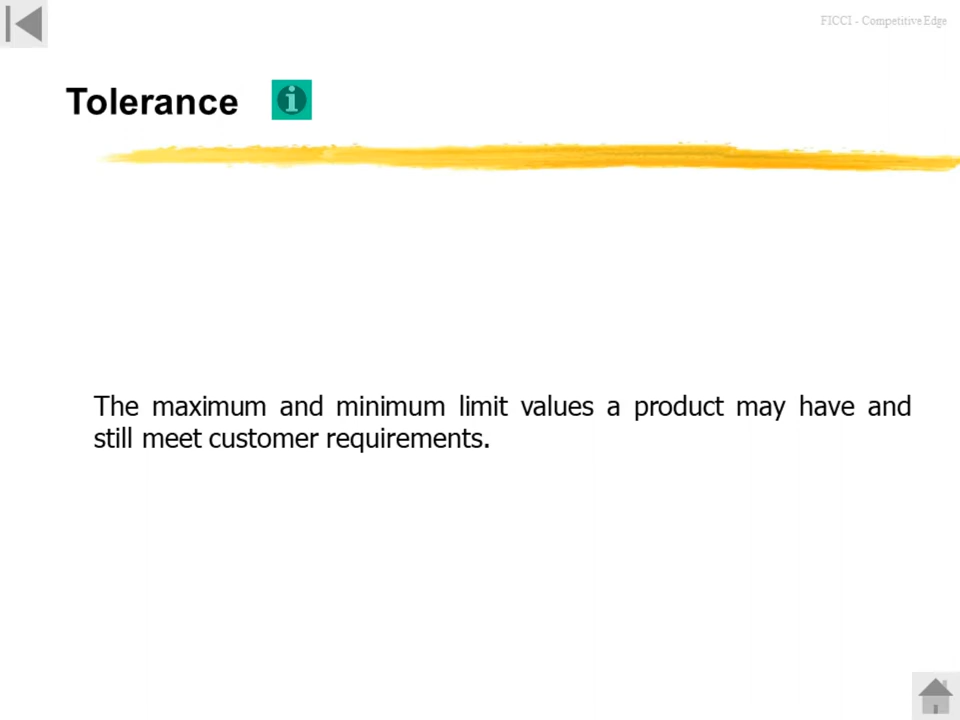 FICCI - Competitive Edge
Tolerance
The maximum and minimum limit values a product may have and
still meet customer requirements.